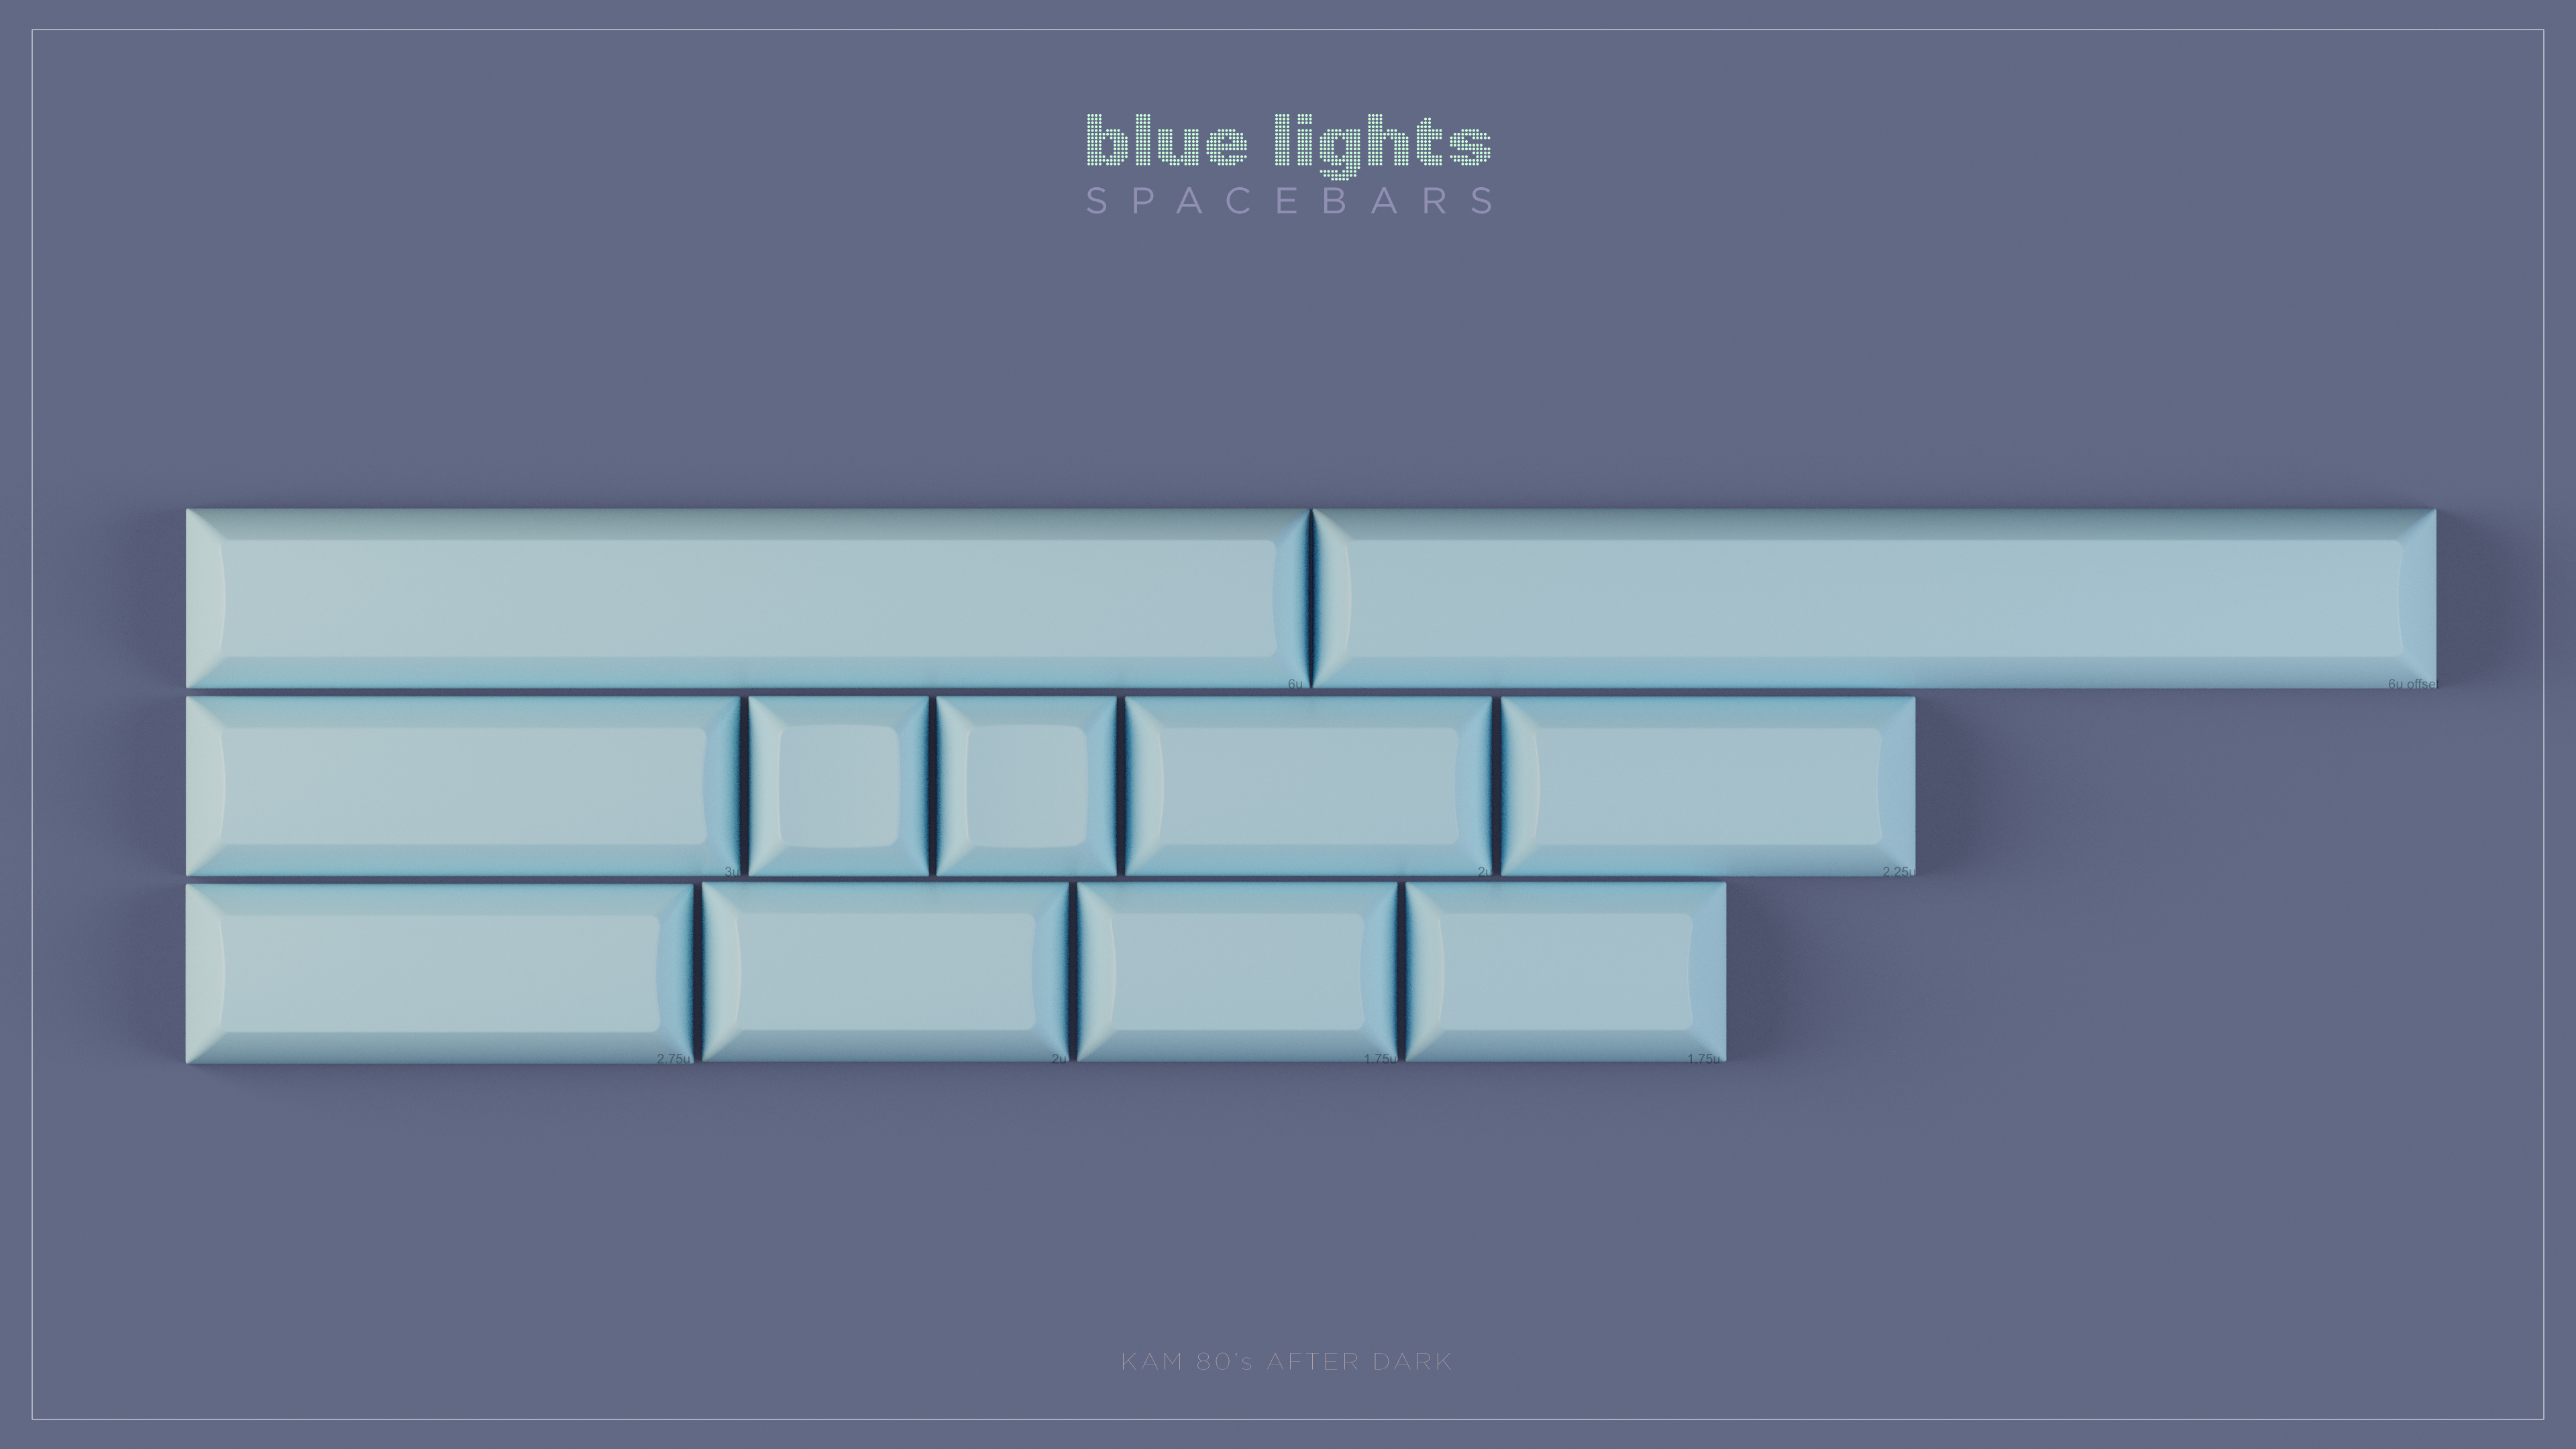 blue lights
SPACEBARS
6u
6u offset
3u
2u
2.25u
2.75u
2u
1.75u
1.75u
KAM 80's AFTER DARK